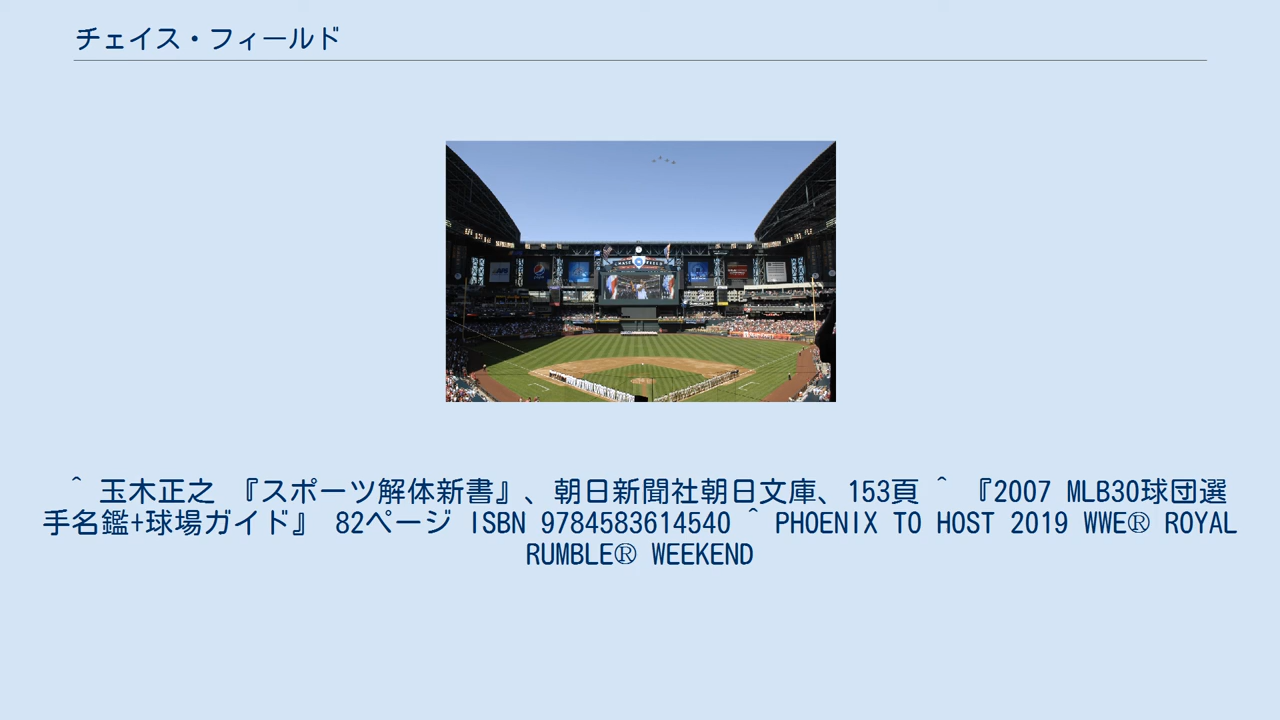 チェイス・フィールド
^ 玉木正之 『スポーツ解体新書』、朝日新聞社朝日文庫、153頁 ^ 『2007 MLB30球団選
手名鑑+球場ガイド』 82ページ ISBN 9784583614540 ^ PHOENIX TO HOST 2019 WWE® ROYAL
RUMBLE® WEEKEND